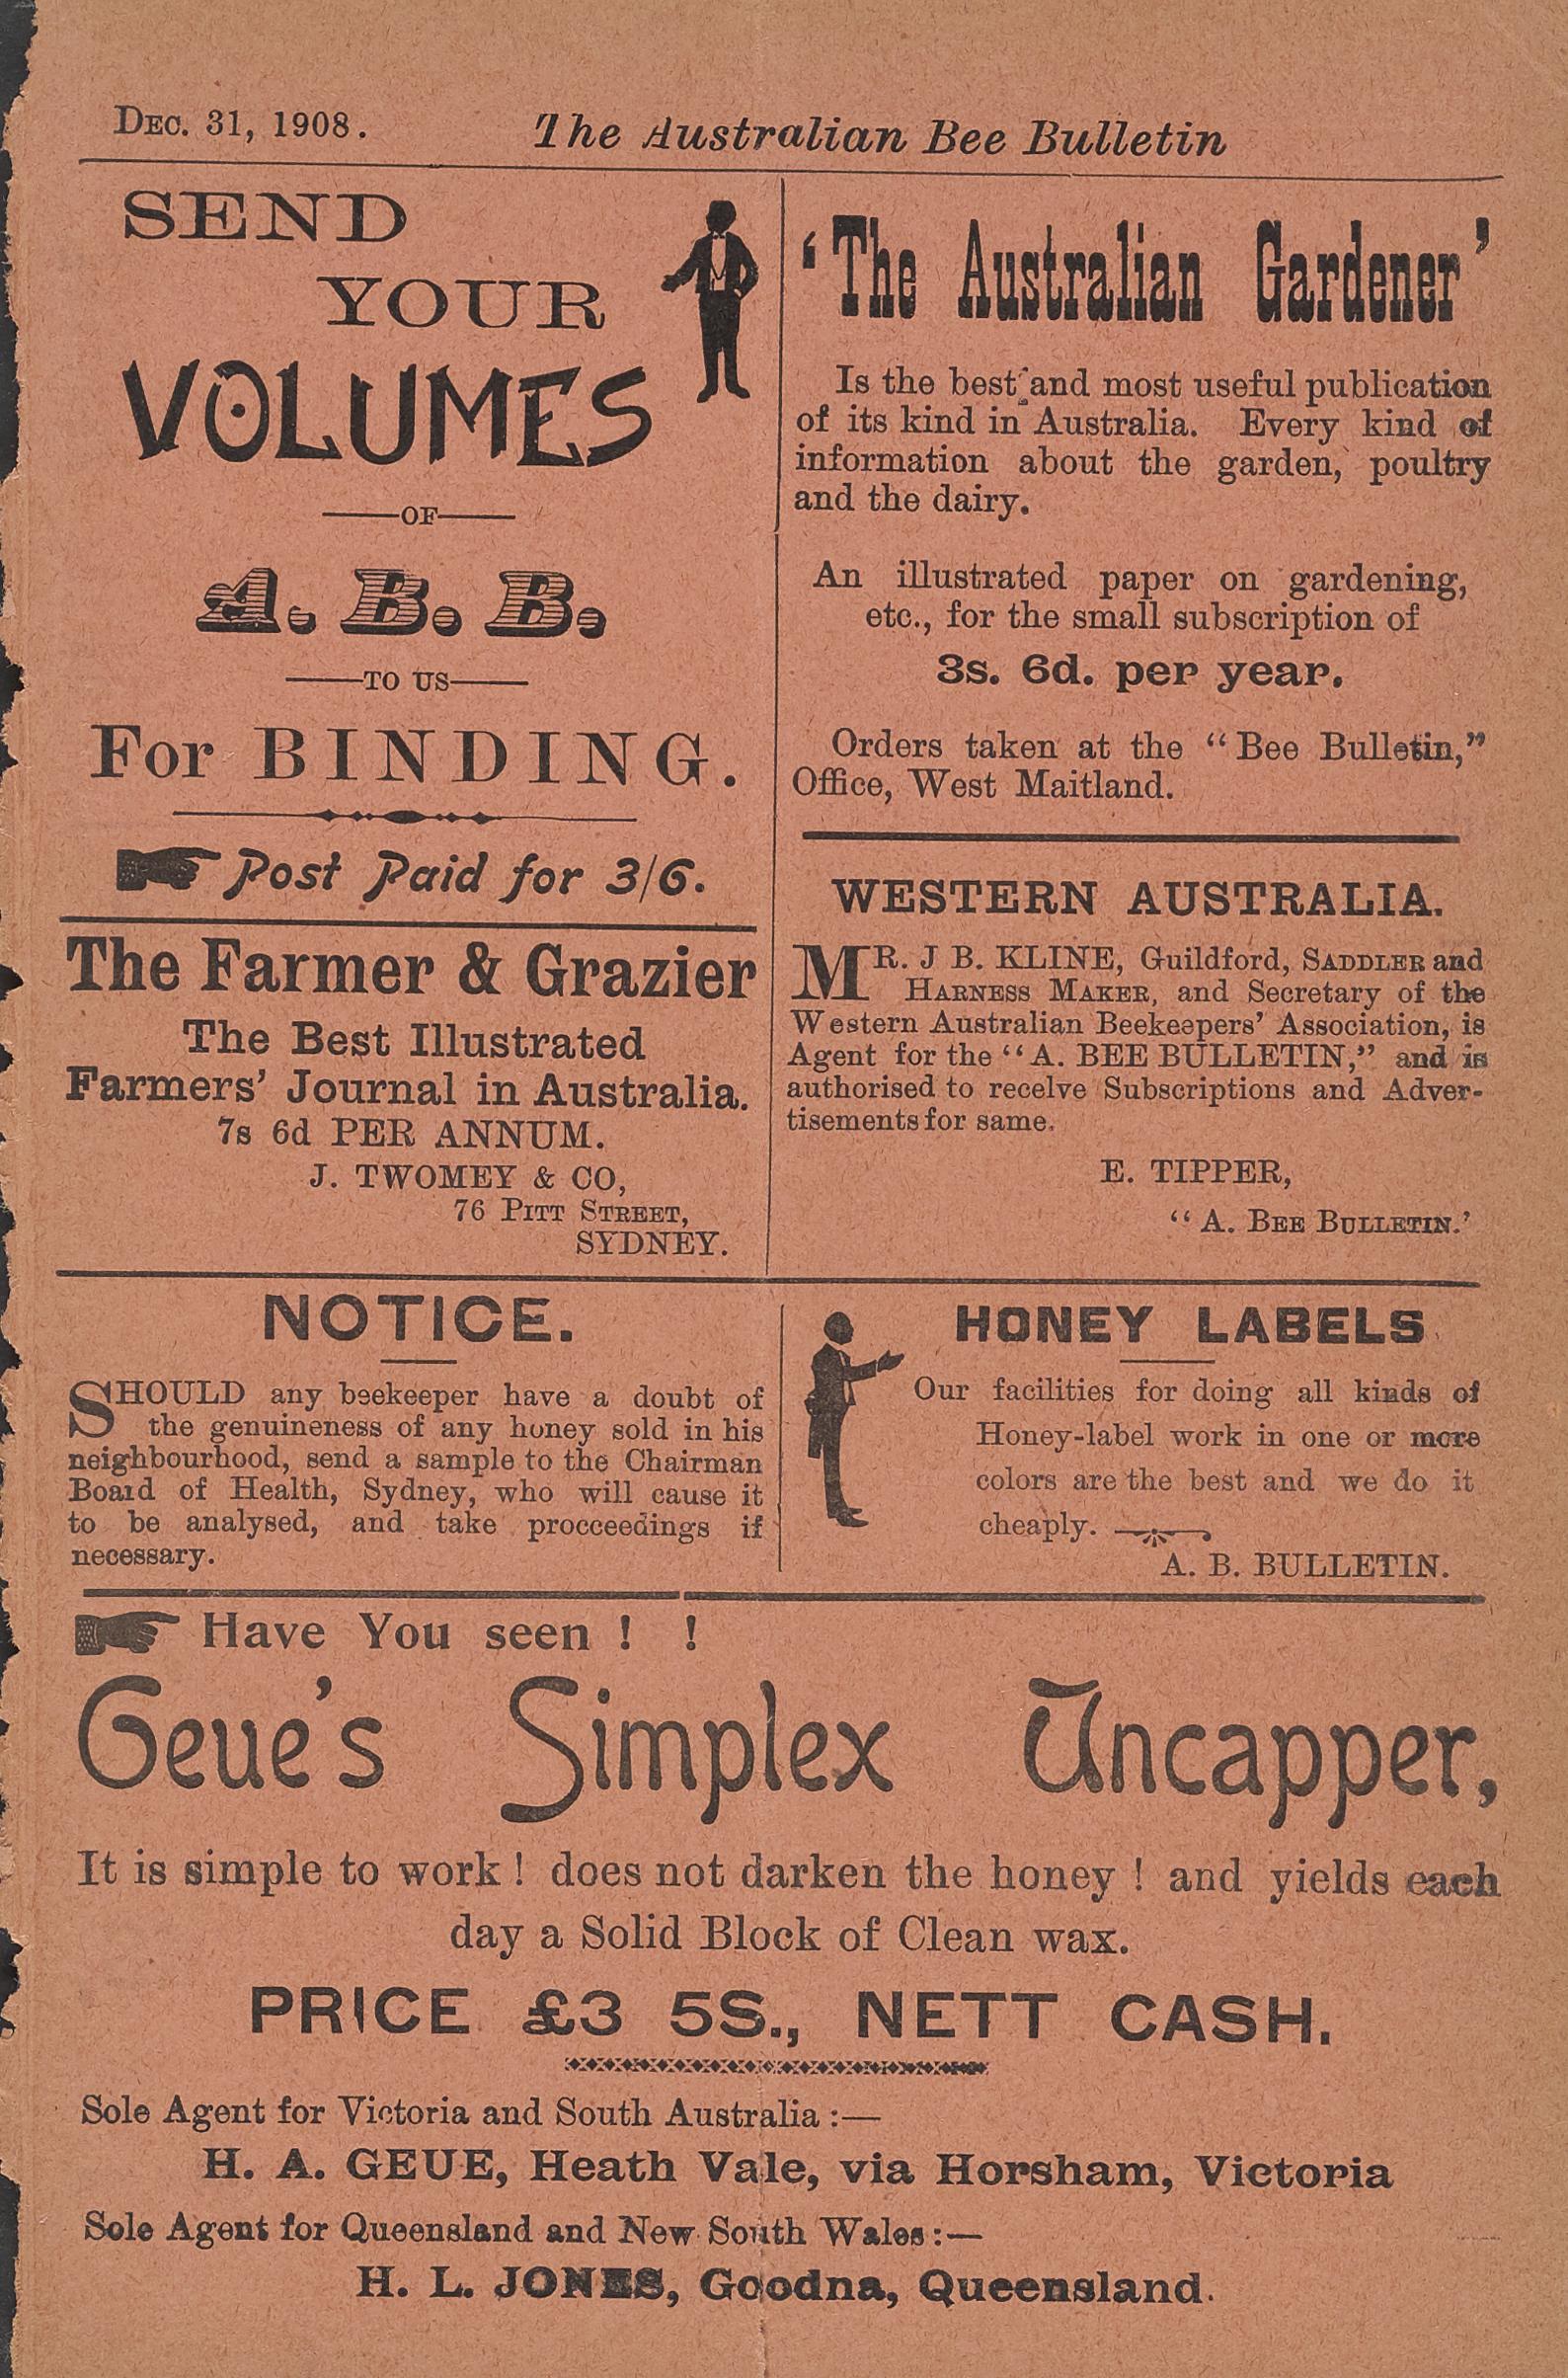 DEC. 31, 1908.
The Australian Bee Bulletin
SEND
YOUR
VOLUMES
—OF—
A. B. B.
—TO US—
For BINDING.
Post Paid for 3/6.
The Farmer & Grazier
The Best Illustrated
Farmers' Journal in Australia.
7s 6d PER ANNUM.
J. TWOMEY & CO,
76 PITT STREET,
SYDNEY.
'The Australian Gardener'
Is the best and most useful publication
of its kind in Australia. Every kind of
information about the garden, poultry
and the dairy.
An illustrated paper on gardening,
etc., for the small subscription of
3s. 6d. per year.
Orders taken at the "Bee Bulletin,"
Office, West Maitland.
WESTERN AUSTRALIA.
MR. J B. KLINE, Guildford, SADDLER and
HARNESS MAKER, and Secretary of the
Western Australian Beekeepers' Association, is
Agent for the "A. BEE BULLETIN," and is
authorised to receive Subscriptions and Adver-
tisements for same.
E. TIPPER,
"A. BEE BULLETIN.'
NOTICE.
SHOULD any beekeeper have a doubt of
the genuineness of any honey sold in his
neighbourhood, send a sample to the Chairman
Board of Health, Sydney, who will cause it
to be analysed, and take procceedings if
necessary.
HONEY LABELS
Our facilities for doing all kinds of
Honey-label work in one or more
colors are the best and we do it
cheaply.
A. B. BULLETIN.
Have You seen ! !
Geue's Simplex Uncapper,
It is simple to work ! does not darken the honey ! and yields each
day a Solid Block of Clean wax.
PRICE £3 5S., NETT CASH.
Sole Agent for Victoria and South Australia :—
H. A. GEUE, Heath Vale, via Horsham, Victoria
Sole Agent for Queensland and New South Wales:—
H. L. JONES, Goodna, Queensland.